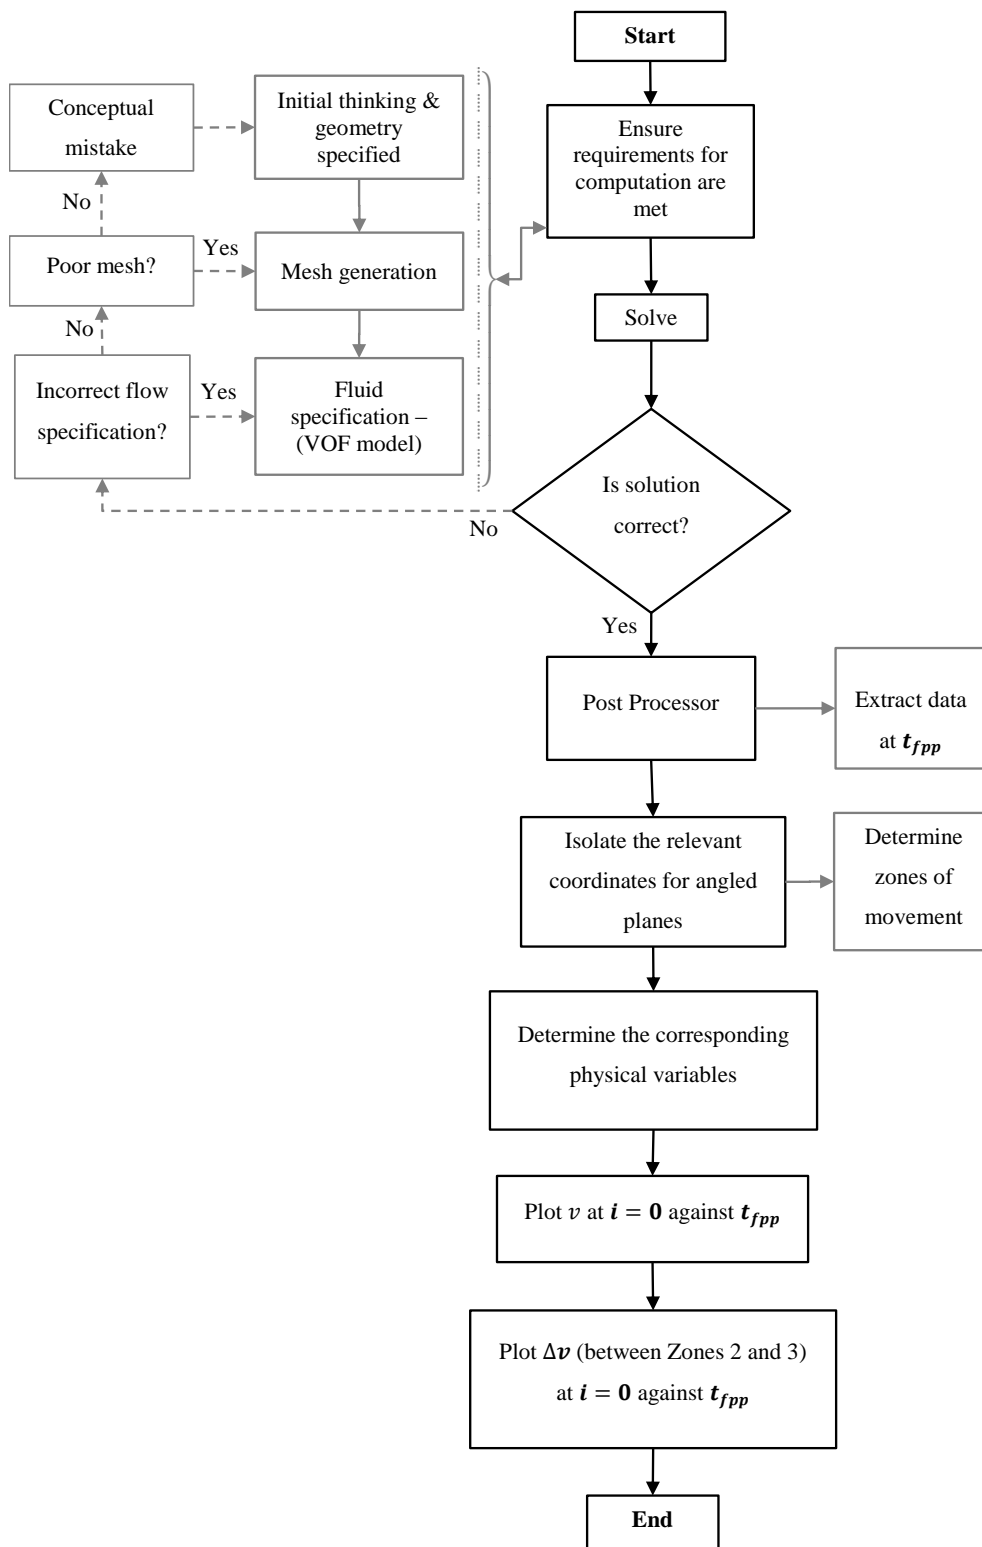 Start
Ensure
requirements for
computation are
met
Solve
Is solution
correct?
No
Yes
Incorrect flow
specification?
Yes
No
Poor mesh?
Yes
No
Conceptual
mistake
Initial thinking &
geometry
specified
Mesh generation
Fluid
specification –
(VOF model)
Post Processor
Extract data
at t_fpp
Isolate the relevant
coordinates for angled
planes
Determine
zones of
movement
Determine the corresponding
physical variables
Plot v at i = 0 against t_fpp
Plot Δv (between Zones 2 and 3)
at i = 0 against t_fpp
End